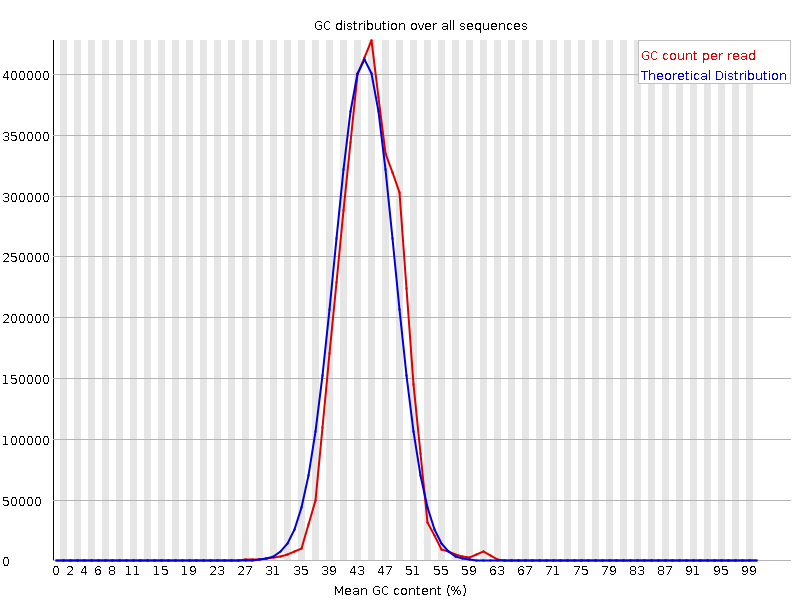 GC distribution over all sequences
GC count per read
Theoretical Distribution
400000
350000
300000
250000
200000
150000
100000
50000
0
0 2 4 6 8 11 15 19 23 27 31 35 39 43 47 51 55 59 63 67 71 75 79 83 87 91 95 99
Mean GC content (%)